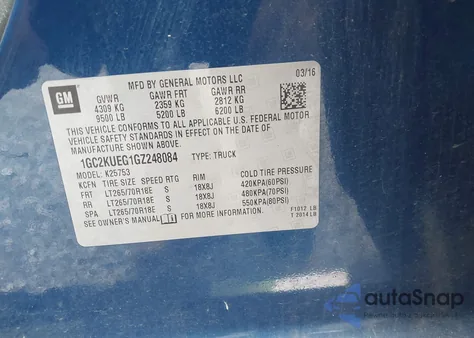 GM
MFD BY GENERAL MOTORS LLC 03/16
GVWR GAWR FRT GAWR RR
4309 KG 2359 KG 2812 KG
9500 LB 5200 LB 6200 LB
THIS VEHICLE CONFORMS TO ALL APPLICABLE U.S. FEDERAL MOTOR
VEHICLE SAFETY STANDARDS IN EFFECT ON THE DATE OF
MANUFACTURE SHOWN ABOVE.
1GC2KUEG1GZ248084 TYPE: TRUCK
MODEL: K25753
KCFN TIRE SIZE SPEED RTG RIM COLD TIRE PRESSURE
FRT LT265/70R18E S 18X8J 420KPA(60PSI)
RR LT265/70R18E S 18X8J 480KPA(70PSI)
SPA LT265/70R18E S 18X8J 550KPA(80PSI)
SEE OWNER'S MANUAL F1012 LB
T 2014 LB
autoSnap